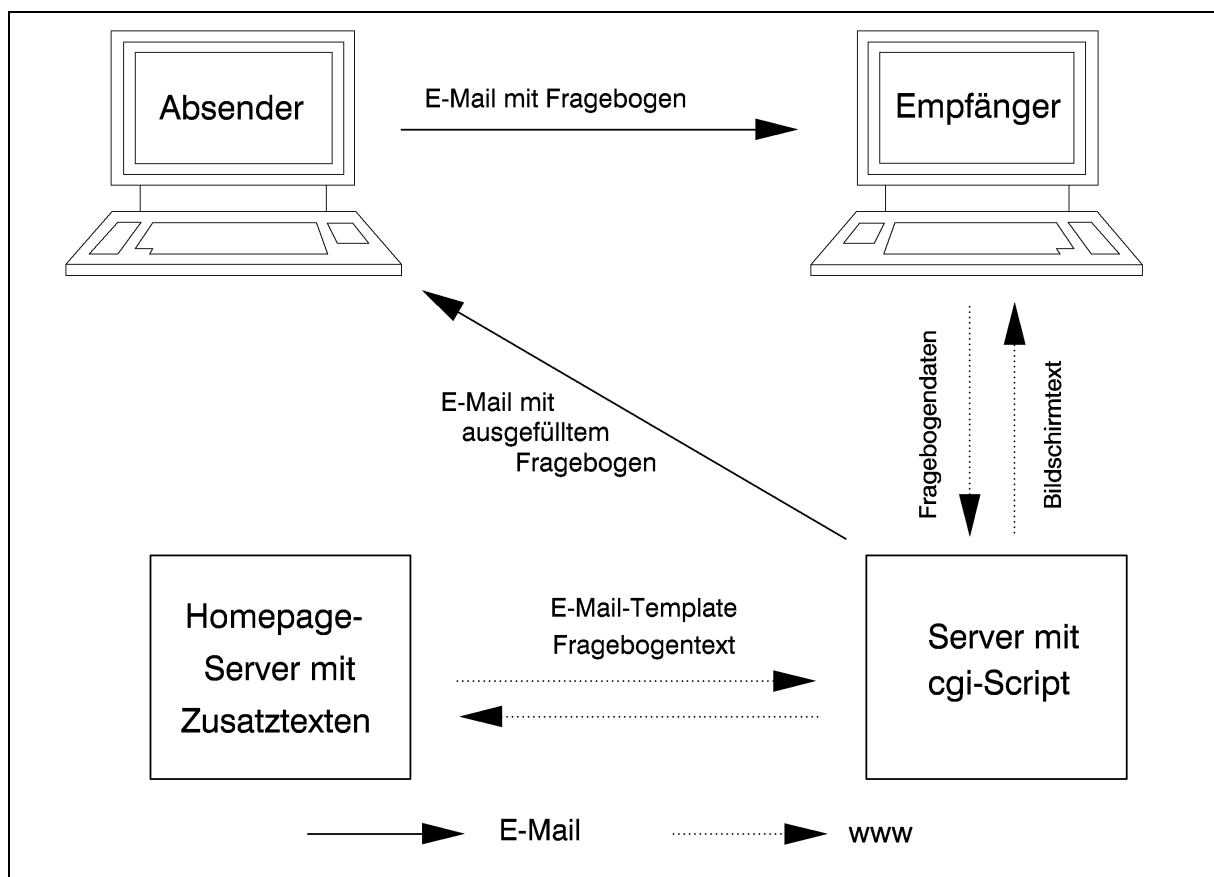 Absender
E-Mail mit Fragebogen
Empfänger
Fragebogendaten
Bildschirmtext
E-Mail mit
ausgefülltem
Fragebogen
Homepage-
Server mit
Zusatztexten
E-Mail-Template
Fragebogentext
Server mit
cgi-Script
E-Mail
www